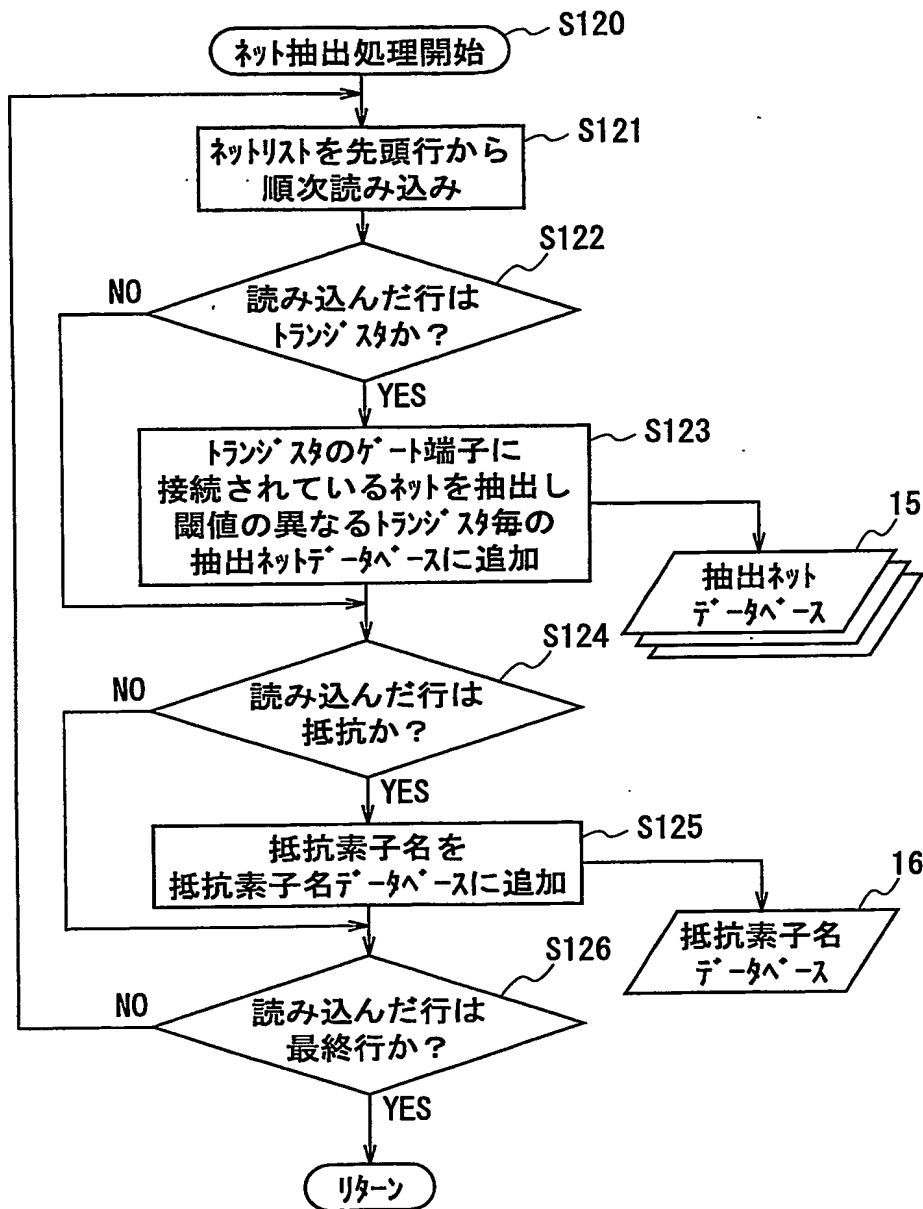 ネット抽出処理開始
S120
ネットリストを先頭行から
順次読み込み
S121
S122
読み込んだ行は
トランジスタか？
NO
YES
トランジスタのゲート端子に
接続されているネットを抽出し
閾値の異なるトランジスタ毎の
抽出ネットデータベースに追加
S123
15
抽出ネット
データベース
S124
読み込んだ行は
抵抗か？
NO
YES
抵抗素子名を
抵抗素子名データベースに追加
S125
16
抵抗素子名
データベース
S126
読み込んだ行は
最終行か？
NO
YES
リターン